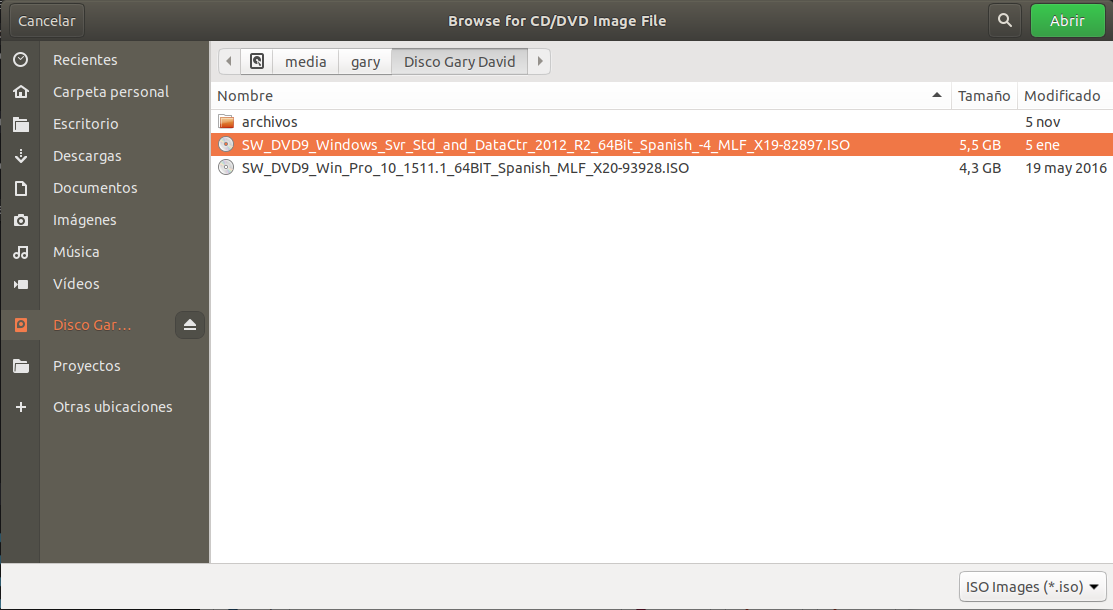 Cancelar
Browse for CD/DVD Image File
Abrir
Recientes
Carpeta personal
Escritorio
Descargas
Documentos
Imágenes
Música
Vídeos
Disco Gar...
Proyectos
Otras ubicaciones
media gary Disco Gary David
Nombre Tamaño Modificado
archivos 5 nov
SW_DVD9_Windows_Svr_Std_and_DataCtr_2012_R2_64Bit_Spanish_-4_MLF_X19-82897.ISO 5,5 GB 5 ene
SW_DVD9_Win_Pro_10_1511.1_64BIT_Spanish_MLF_X20-93928.ISO 4,3 GB 19 may 2016
ISO Images (*.iso)